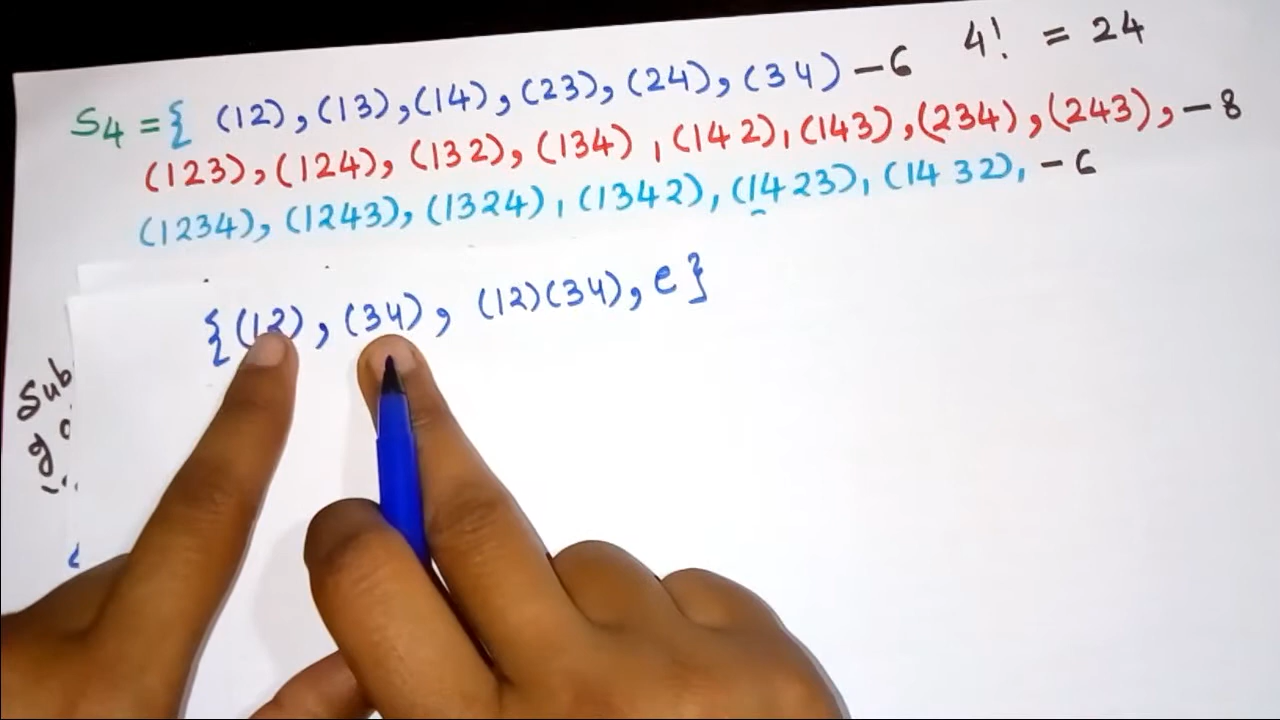 S4 = { (12), (13), (14), (23), (24), (34) - 6 4! = 24
(123), (124), (132), (134), (142), (143), (234), (243), - 8
(1234), (1243), (1324), (1342), (1423), (1432), - 6
{(12), (34), (12)(34), e}
Sub